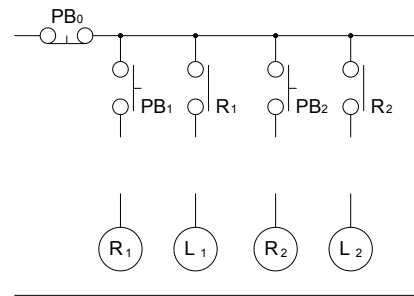 PB₀
PB₁ R₁ PB₂ R₂
R₁ L₁ R₂ L₂